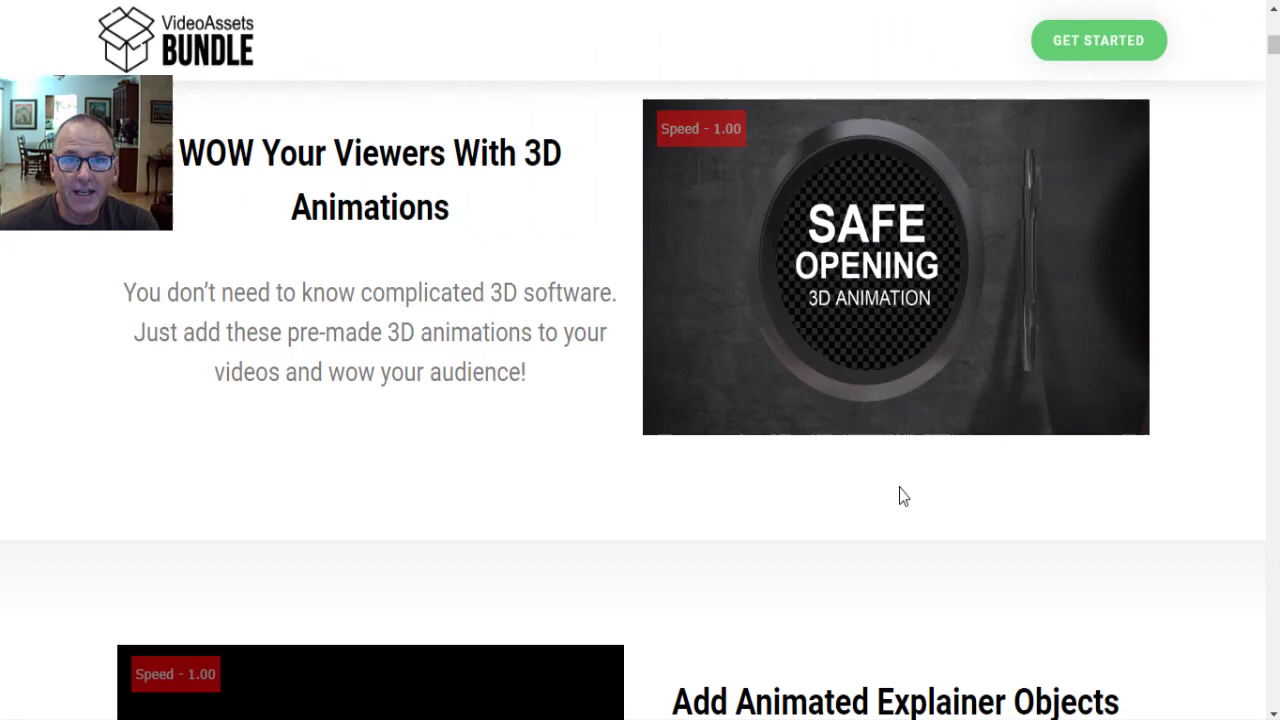 VideoAssets
BUNDLE
GET STARTED
WOW Your Viewers With 3D
Animations
You don’t need to know complicated 3D software.
Just add these pre-made 3D animations to your
videos and wow your audience!
Speed - 1.00
SAFE
OPENING
3D ANIMATION
Speed - 1.00
Add Animated Explainer Objects